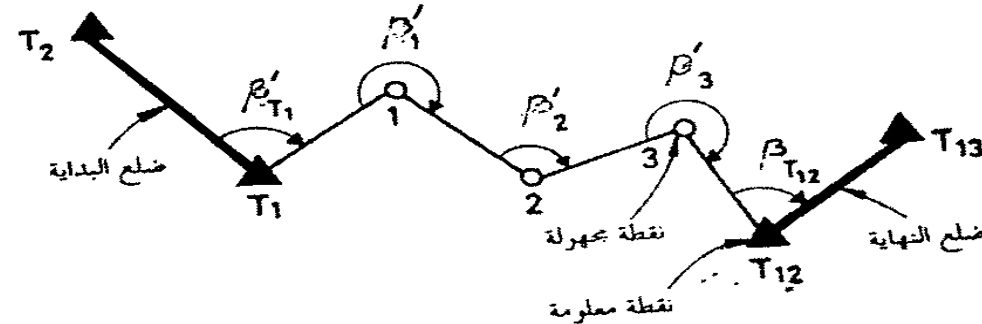 T2
β'T1
β'1
β'2
β'3
βT12
T13
ضلع البداية
T1
1
2
3
نقطة مجهولة
ضلع النهاية
T12
نقطة معلومة